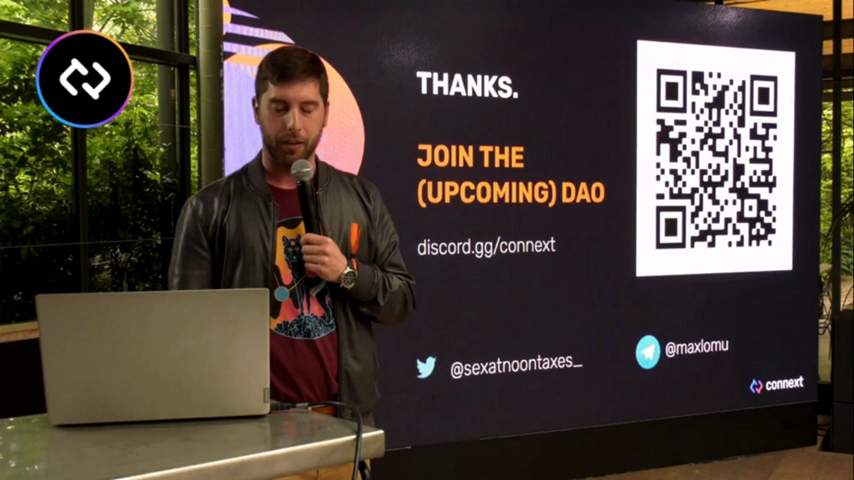 THANKS.
JOIN THE
(UPCOMING) DAO
discord.gg/connext
@sexatnoontaxes_
@maxlomu
connext